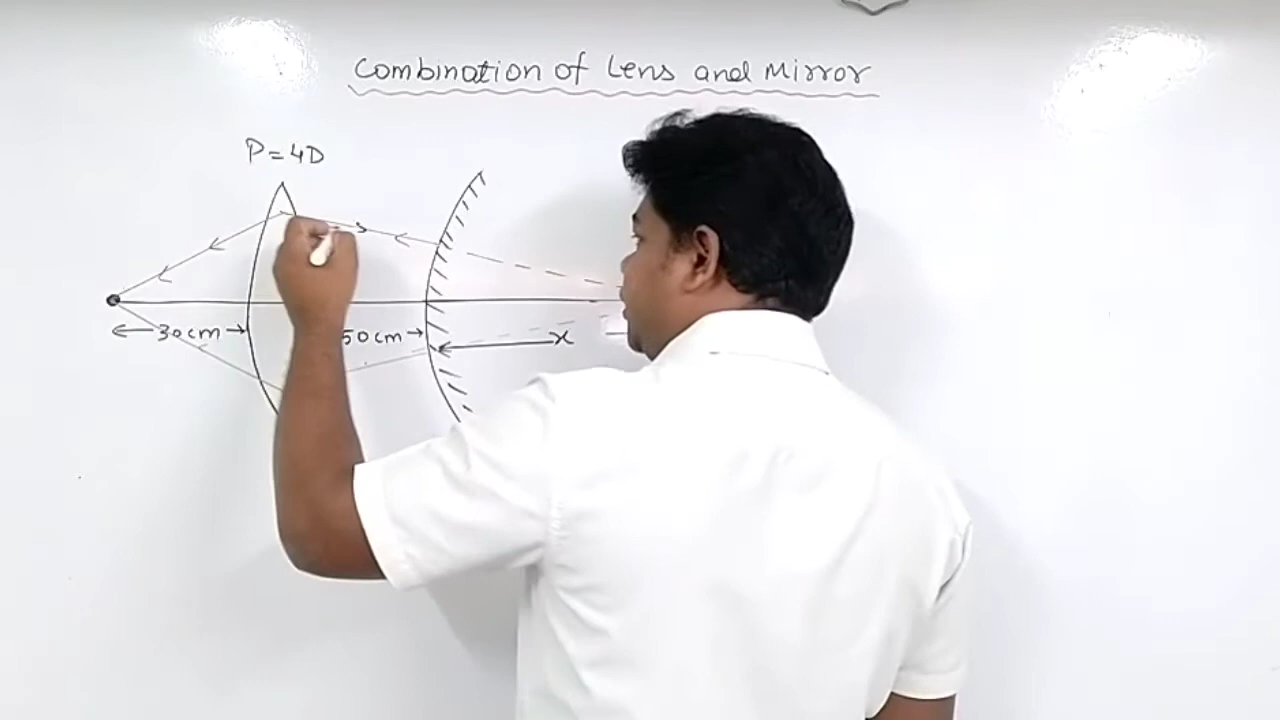 Combination of Lens and Mirror
P=4D
30cm 50cm x